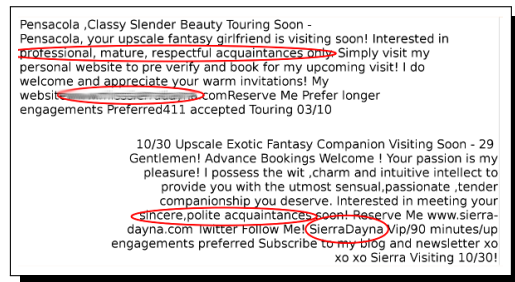 Pensacola ,Classy Slender Beauty Touring Soon -
Pensacola, your upscale fantasy girlfriend is visiting soon! Interested in
professional, mature, respectful acquaintances only. Simply visit my
personal website to pre verify and book for my upcoming visit! I do
welcome and appreciate your warm invitations! My
website comReserve Me Prefer longer
engagements Preferred411 accepted Touring 03/10
10/30 Upscale Exotic Fantasy Companion Visiting Soon - 29
Gentlemen! Advance Bookings Welcome ! Your passion is my
pleasure! I possess the wit ,charm and intuitive intellect to
provide you with the utmost sensual,passionate ,tender
companionship you deserve. Interested in meeting your
sincere,polite acquaintances soon! Reserve Me www.sierra-
dayna.com Twitter Follow Me! SierraDayna Vip/90 minutes/up
engagements preferred Subscribe to my blog and newsletter xo
xo xo Sierra Visiting 10/30!